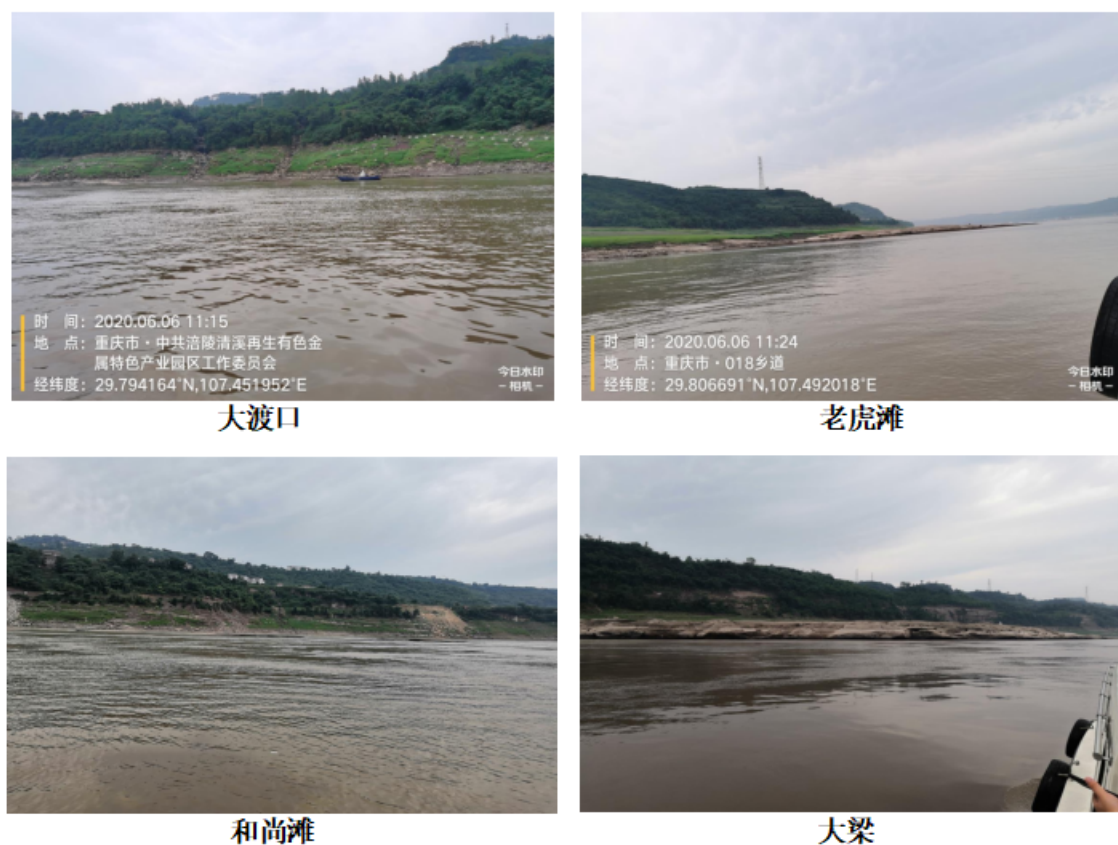 时 间：2020.06.06 11:15
地 点：重庆市·中共涪陵清溪再生有色金
属特色产业园区工作委员会
经纬度：29.794164°N,107.451952°E
今日水印
–相机–
大渡口
时 间：2020.06.06 11:24
地 点：重庆市·018乡道
经纬度：29.806691°N,107.492018°E
今日水印
–相机–
老虎滩
和尚滩
大梁